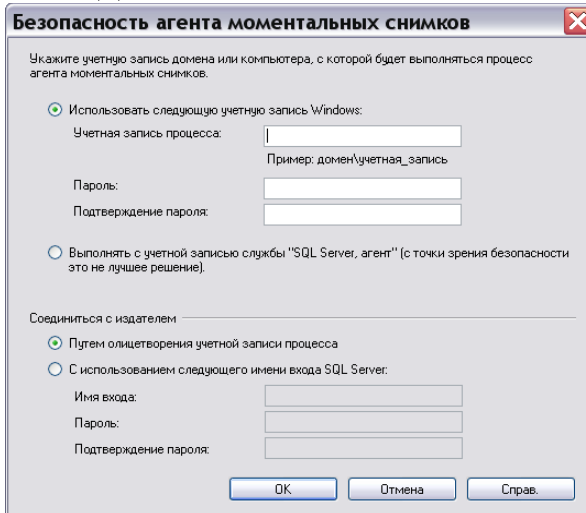 Безопасность агента моментальных снимков
Укажите учетную запись домена или компьютера, с которой будет выполняться процесс
агента моментальных снимков.
Использовать следующую учетную запись Windows:
Учетная запись процесса:
Пример: домен\учетная_запись
Пароль:
Подтверждение пароля:
Выполнять с учетной записью службы "SQL Server, агент" (с точки зрения безопасности
это не лучшее решение).
Соединиться с издателем
Путем олицетворения учетной записи процесса
С использованием следующего имени входа SQL Server:
Имя входа:
Пароль:
Подтверждение пароля:
OK
Отмена
Справ.